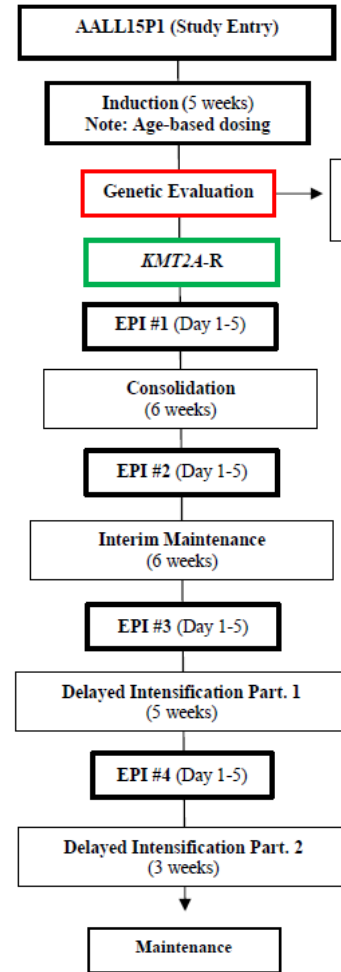 AALL15P1 (Study Entry)
Induction (5 weeks)
Note: Age-based dosing
Genetic Evaluation
KMT2A-R
EPI #1 (Day 1-5)
Consolidation
(6 weeks)
EPI #2 (Day 1-5)
Interim Maintenance
(6 weeks)
EPI #3 (Day 1-5)
Delayed Intensification Part. 1
(5 weeks)
EPI #4 (Day 1-5)
Delayed Intensification Part. 2
(3 weeks)
Maintenance